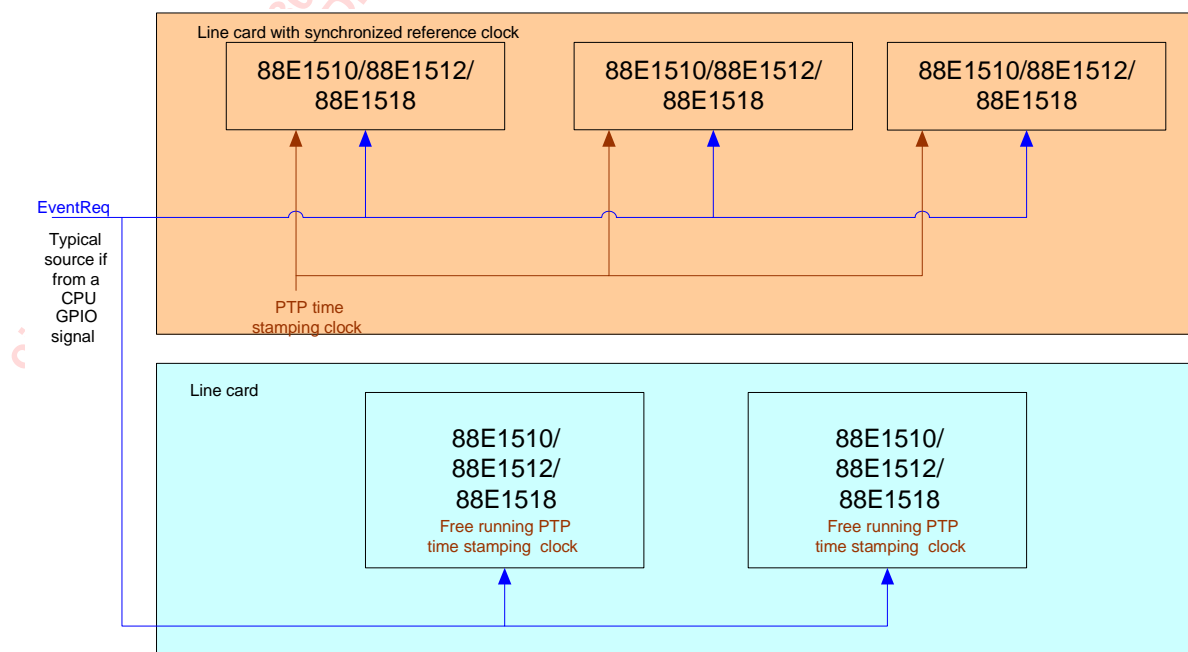 Line card with synchronized reference clock
88E1510/88E1512/
88E1518
88E1510/88E1512/
88E1518
88E1510/88E1512/
88E1518
EventReq
Typical
source if
from a
CPU
GPIO
signal
PTP time
stamping clock
Line card
88E1510/
88E1512/
88E1518
Free running PTP
time stamping clock
88E1510/
88E1512/
88E1518
Free running PTP
time stamping clock